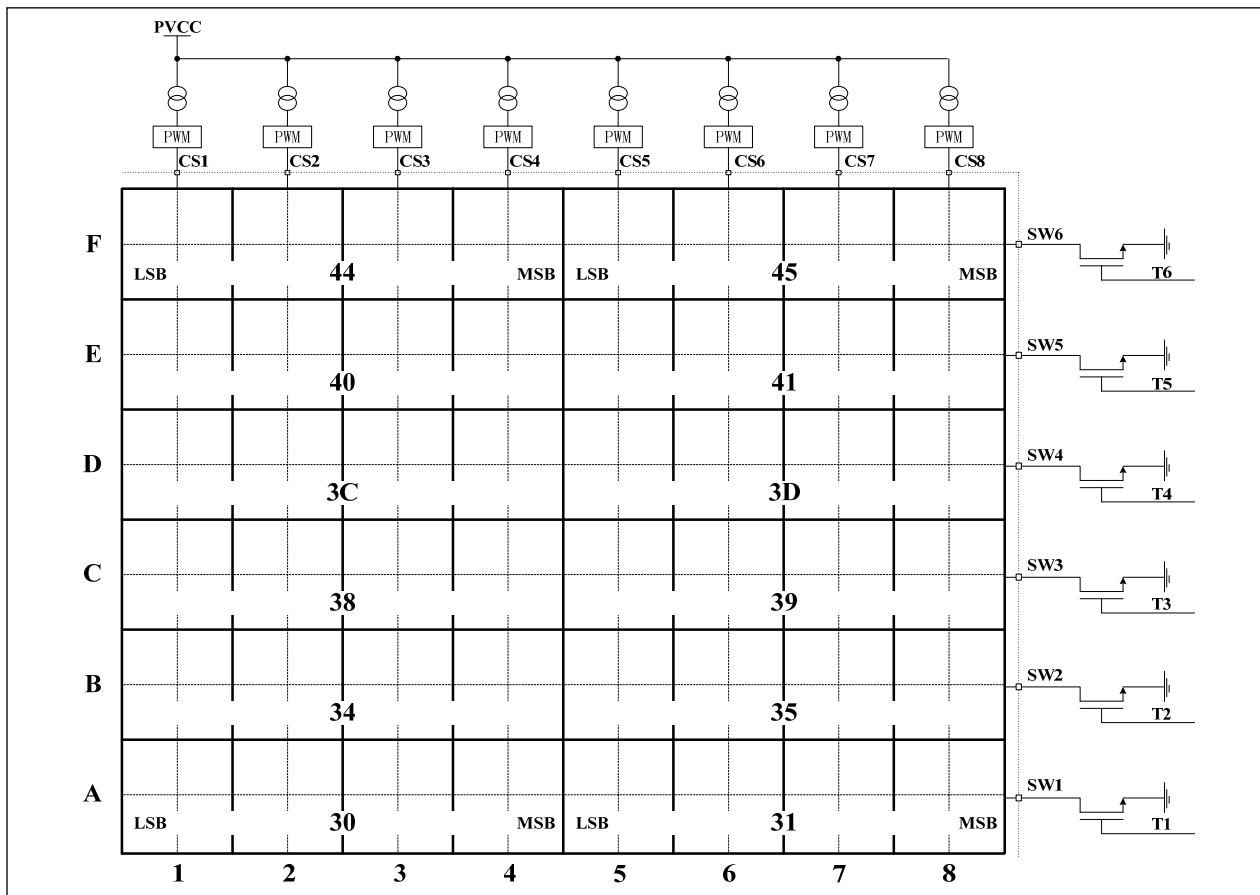 PVCC
PWM PWM PWM PWM PWM PWM PWM PWM
CS1 CS2 CS3 CS4 CS5 CS6 CS7 CS8
F SW6
LSB 44 MSB LSB 45 MSB T6
E SW5
40 41 T5
D SW4
3C 3D T4
C SW3
38 39 T3
B SW2
34 35 T2
A SW1
LSB 30 MSB LSB 31 MSB T1
1 2 3 4 5 6 7 8